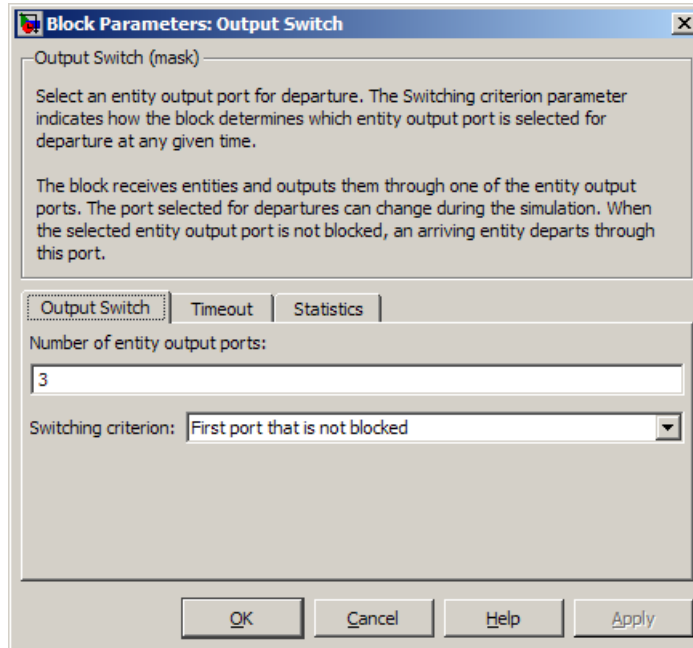 Block Parameters: Output Switch
Output Switch (mask)
Select an entity output port for departure. The Switching criterion parameter
indicates how the block determines which entity output port is selected for
departure at any given time.
The block receives entities and outputs them through one of the entity output
ports. The port selected for departures can change during the simulation. When
the selected entity output port is not blocked, an arriving entity departs through
this port.
Output Switch Timeout Statistics
Number of entity output ports:
3
Switching criterion: First port that is not blocked
OK Cancel Help Apply